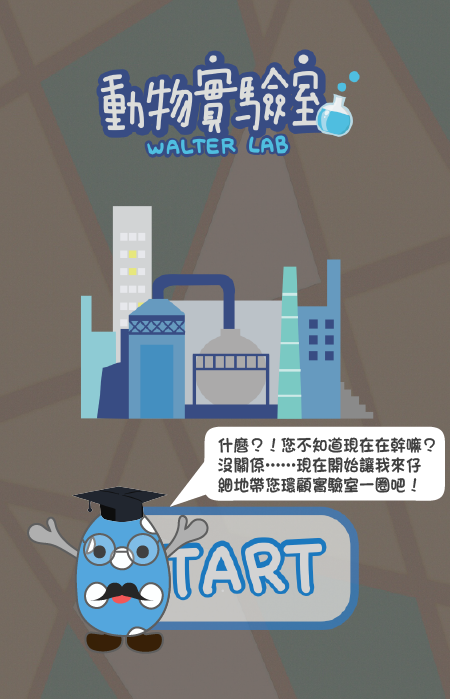 動物實驗室
WALTER LAB
什麼？！您不知道現在在幹嘛？
沒關係……現在開始讓我來仔
細地帶您環顧實驗室一圈吧！
START